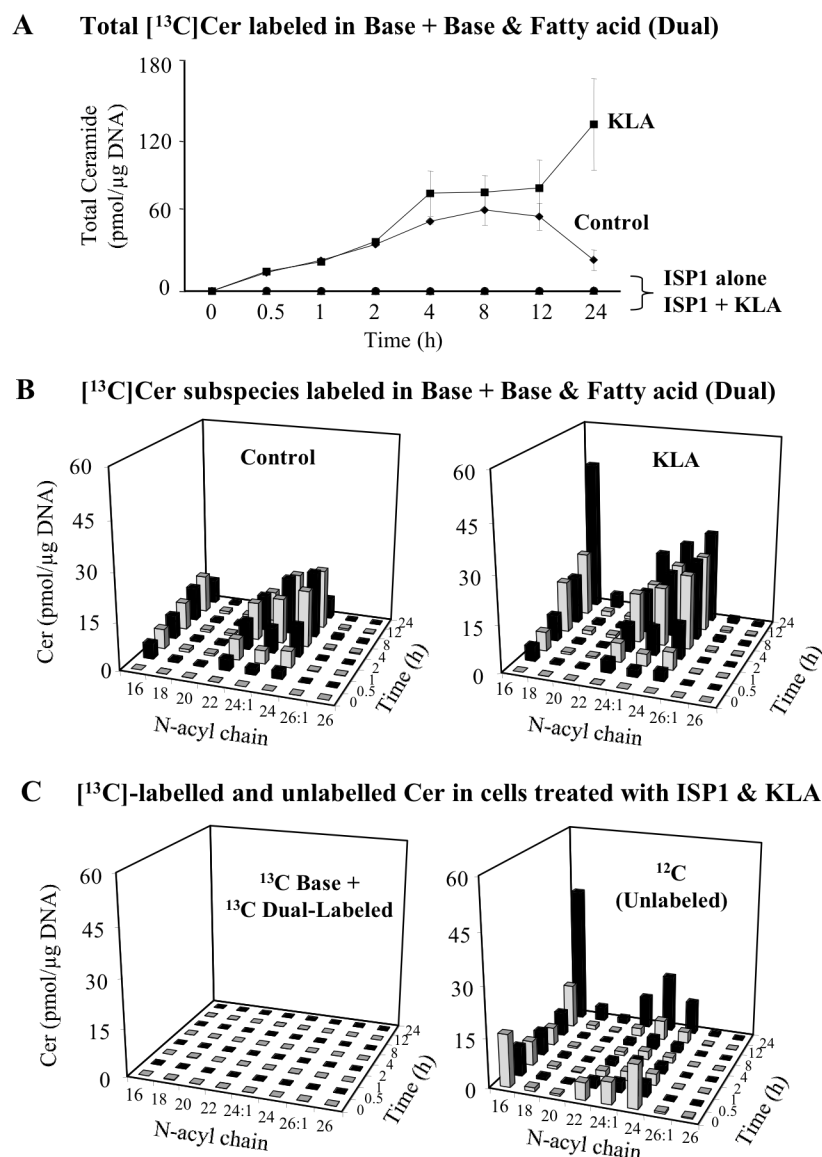 A Total [¹³C]Cer labeled in Base + Base & Fatty acid (Dual)
Total Ceramide
(pmol/µg DNA)
180
120
60
0
KLA
Control
ISP1 alone
ISP1 + KLA
0 0.5 1 2 4 8 12 24
Time (h)
B [¹³C]Cer subspecies labeled in Base + Base & Fatty acid (Dual)
Control
Cer (pmol/µg DNA)
60
45
30
15
0
16 18 20 22 24:1 24 26:1 26
N-acyl chain
0 0.5 1 2 4 8 12 24
Time (h)
KLA
60
45
30
15
0
16 18 20 22 24:1 24 26:1 26
N-acyl chain
0 0.5 1 2 4 8 12 24
Time (h)
C [¹³C]-labelled and unlabelled Cer in cells treated with ISP1 & KLA
¹³C Base +
¹³C Dual-Labeled
Cer (pmol/µg DNA)
60
45
30
15
0
16 18 20 22 24:1 24 26:1 26
N-acyl chain
0 0.5 1 2 4 8 12 24
Time (h)
¹²C
(Unlabeled)
60
45
30
15
0
16 18 20 22 24:1 24 26:1 26
N-acyl chain
0 0.5 1 2 4 8 12 24
Time (h)